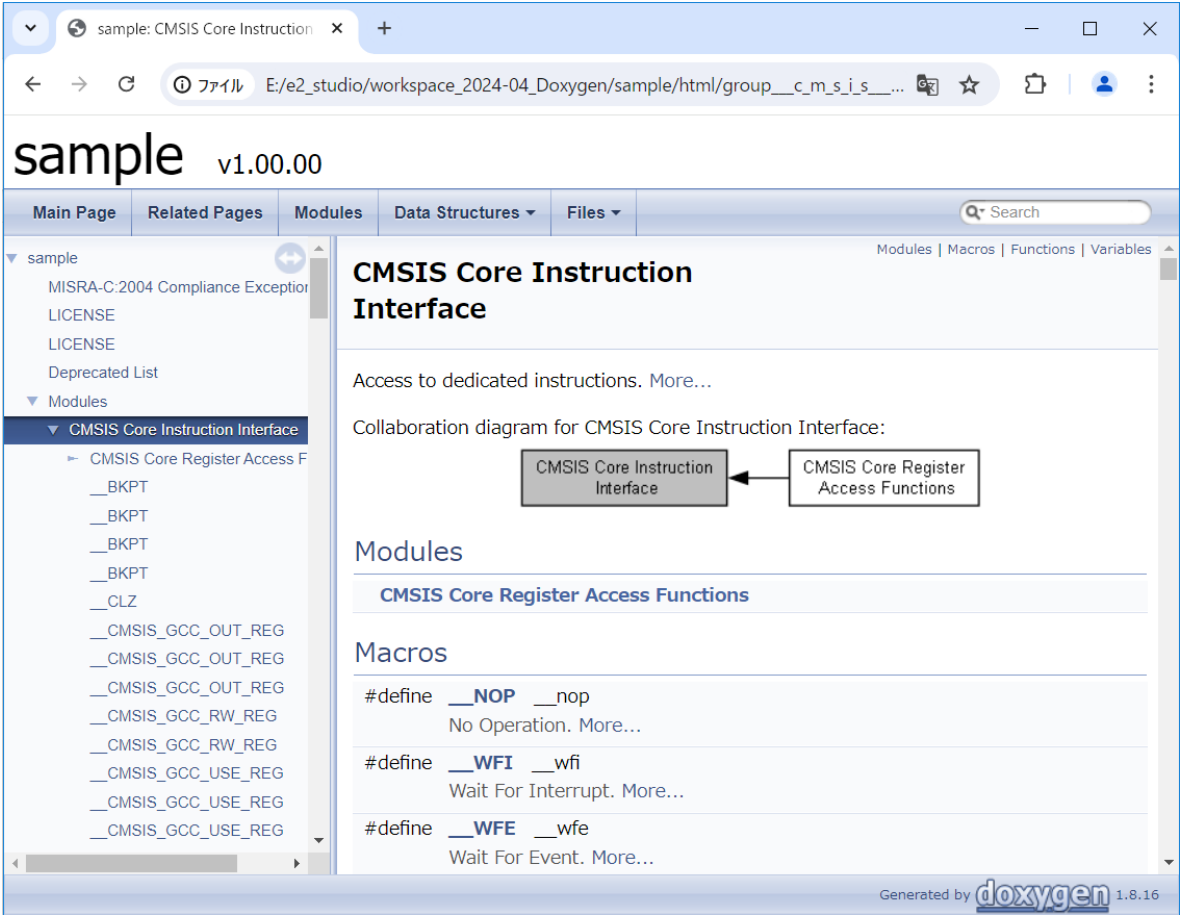 sample: CMSIS Core Instruction
ファイル E:/e2_studio/workspace_2024-04_Doxygen/sample/html/group___c_m_s_i_s___...
sample v1.00.00
Main Page Related Pages Modules Data Structures Files Search
sample
MISRA-C:2004 Compliance Exception
LICENSE
LICENSE
Deprecated List
Modules
CMSIS Core Instruction Interface
CMSIS Core Register Access F
__BKPT
__BKPT
__BKPT
__BKPT
__CLZ
__CMSIS_GCC_OUT_REG
__CMSIS_GCC_OUT_REG
__CMSIS_GCC_OUT_REG
__CMSIS_GCC_RW_REG
__CMSIS_GCC_RW_REG
__CMSIS_GCC_USE_REG
__CMSIS_GCC_USE_REG
__CMSIS_GCC_USE_REG
Modules | Macros | Functions | Variables
CMSIS Core Instruction
Interface
Access to dedicated instructions. More...
Collaboration diagram for CMSIS Core Instruction Interface:
CMSIS Core Instruction
Interface
CMSIS Core Register
Access Functions
Modules
CMSIS Core Register Access Functions
Macros
#define __NOP __nop
No Operation. More...
#define __WFI __wfi
Wait For Interrupt. More...
#define __WFE __wfe
Wait For Event. More...
Generated by doxygen 1.8.16